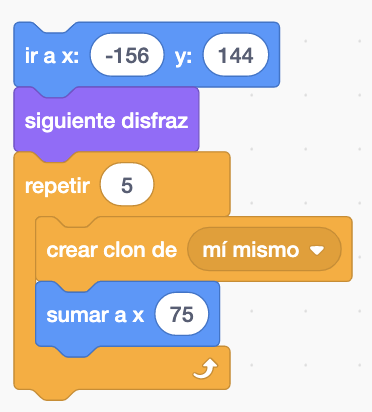 ir a x: -156 y: 144
siguiente disfraz
repetir 5
crear clon de mí mismo
sumar a x 75